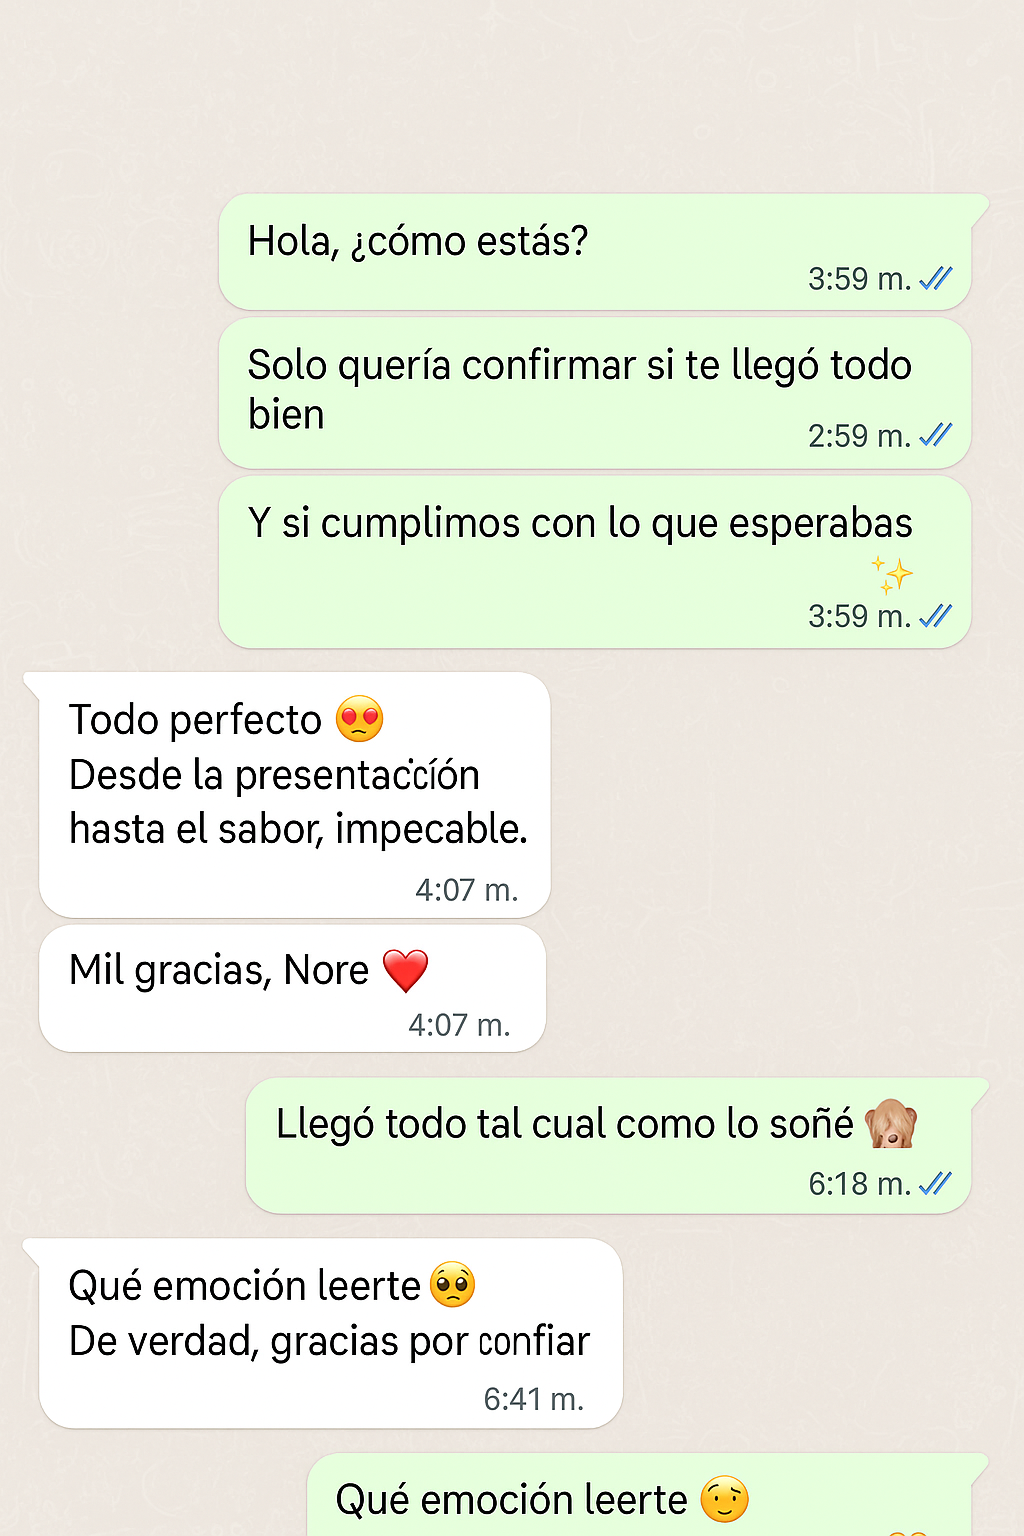 Hola, ¿cómo estás?
3:59 m.
Solo quería confirmar si te llegó todo
bien
2:59 m.
Y si cumplimos con lo que esperabas
✨
3:59 m.
Todo perfecto 😍
Desde la presentaċcíón
hasta el sabor, impecable.
4:07 m.
Mil gracias, Nore ❤️
4:07 m.
Llegó todo tal cual como lo soñé 🙈
6:18 m.
Qué emoción leerte 🥺
De verdad, gracias por confiar
6:41 m.
Qué emoción leerte